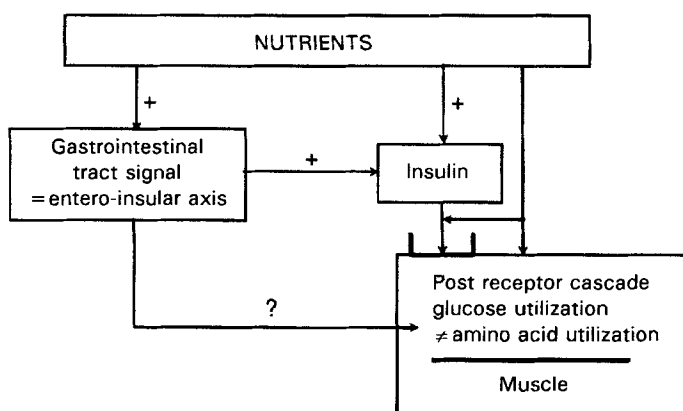 NUTRIENTS
+
+
Gastrointestinal
tract signal
= entero-insular axis
+
Insulin
?
Post receptor cascade
glucose utilization
≠ amino acid utilization
Muscle